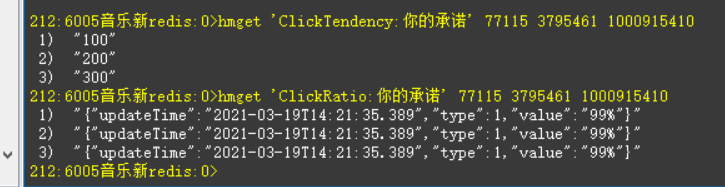 212:6005音乐新redis:0>hmget 'ClickTendency:你的承诺' 77115 3795461 1000915410
1) "100"
2) "200"
3) "300"
212:6005音乐新redis:0>hmget 'ClickRatio:你的承诺' 77115 3795461 1000915410
1) "{"updateTime":"2021-03-19T14:21:35.389","type":1,"value":"99%"}"
2) "{"updateTime":"2021-03-19T14:21:35.389","type":1,"value":"99%"}"
3) "{"updateTime":"2021-03-19T14:21:35.389","type":1,"value":"99%"}"
212:6005音乐新redis:0>